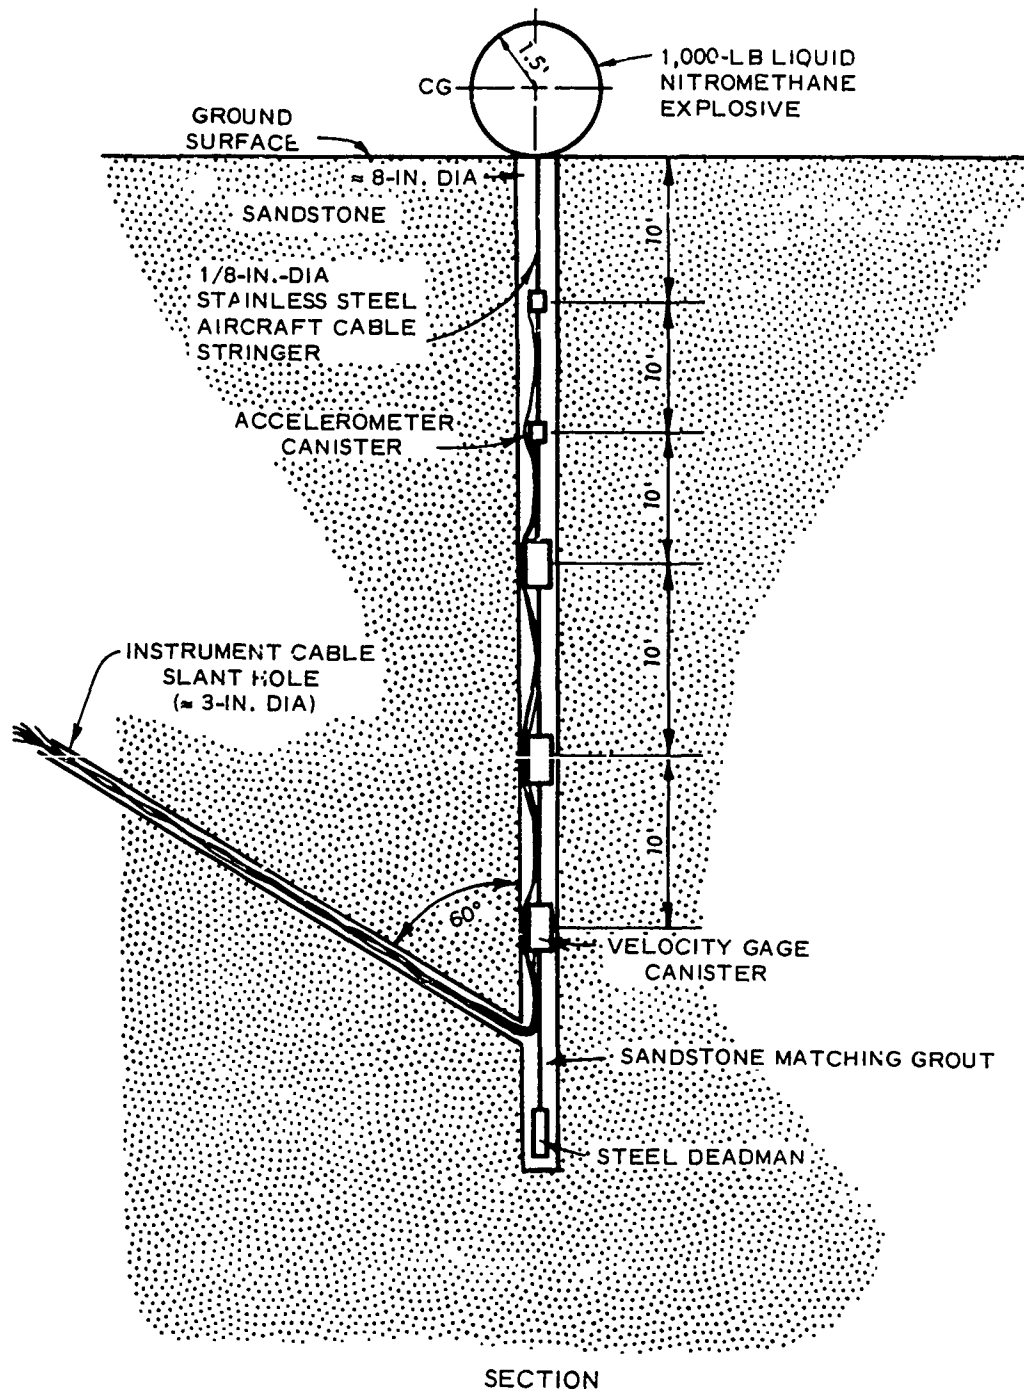 1.5'
1,000-LB LIQUID
NITROMETHANE
EXPLOSIVE
CG
GROUND
SURFACE
≈ 8-IN. DIA
SANDSTONE
10'
1/8-IN.-DIA
STAINLESS STEEL
AIRCRAFT CABLE
STRINGER
10'
ACCELEROMETER
CANISTER
10'
INSTRUMENT CABLE
SLANT HOLE
(≈ 3-IN. DIA)
10'
10
60°
VELOCITY GAGE
CANISTER
SANDSTONE MATCHING GROUT
STEEL DEADMAN
SECTION